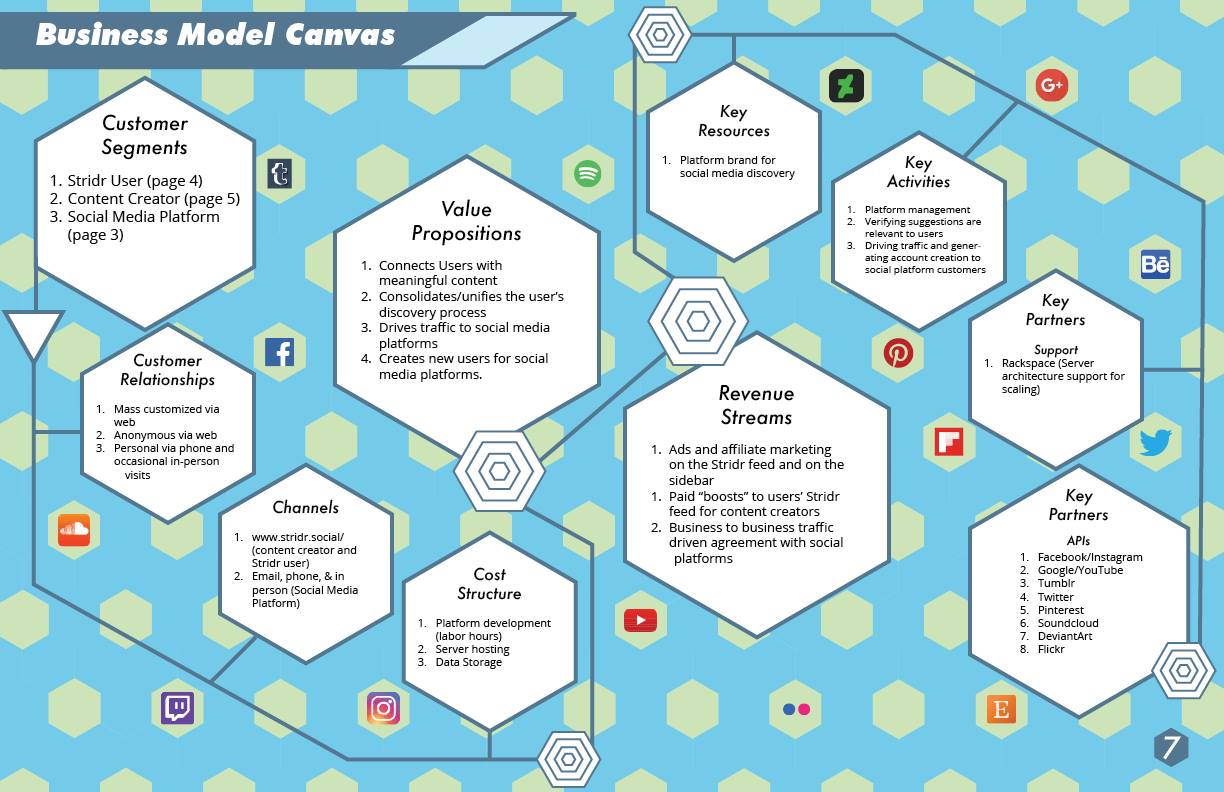 Business Model Canvas
Customer
Segments
1. Stridr User (page 4)
2. Content Creator (page 5)
3. Social Media Platform
(page 3)
Value
Propositions
1. Connects Users with
meaningful content
2. Consolidates/unifies the user's
discovery process
3. Drives traffic to social media
platforms
4. Creates new users for social
media platforms.
Customer
Relationships
1. Mass customized via
web
2. Anonymous via web
3. Personal via phone and
occasional in-person
visits
Channels
1. www.stridr.social/
(content creator and
Stridr user)
2. Email, phone, & in
person (Social Media
Platform)
Cost
Structure
1. Platform development
(labor hours)
2. Server hosting
3. Data Storage
Key
Resources
1. Platform brand for
social media discovery
Key
Activities
1. Platform management
2. Verifying suggestions are
relevant to users
3. Driving traffic and gener-
ating account creation to
social platform customers
Revenue
Streams
1. Ads and affiliate marketing
on the Stridr feed and on the
sidebar
1. Paid “boosts” to users’ Stridr
feed for content creators
2. Business to business traffic
driven agreement with social
platforms
Key
Partners
Support
1. Rackspace (Server
architecture support for
scaling)
Key
Partners
APIs
1. Facebook/Instagram
2. Google/YouTube
3. Tumblr
4. Twitter
5. Pinterest
6. Soundcloud
7. DeviantArt
8. Flickr
t
f
G+
Bē
E
7